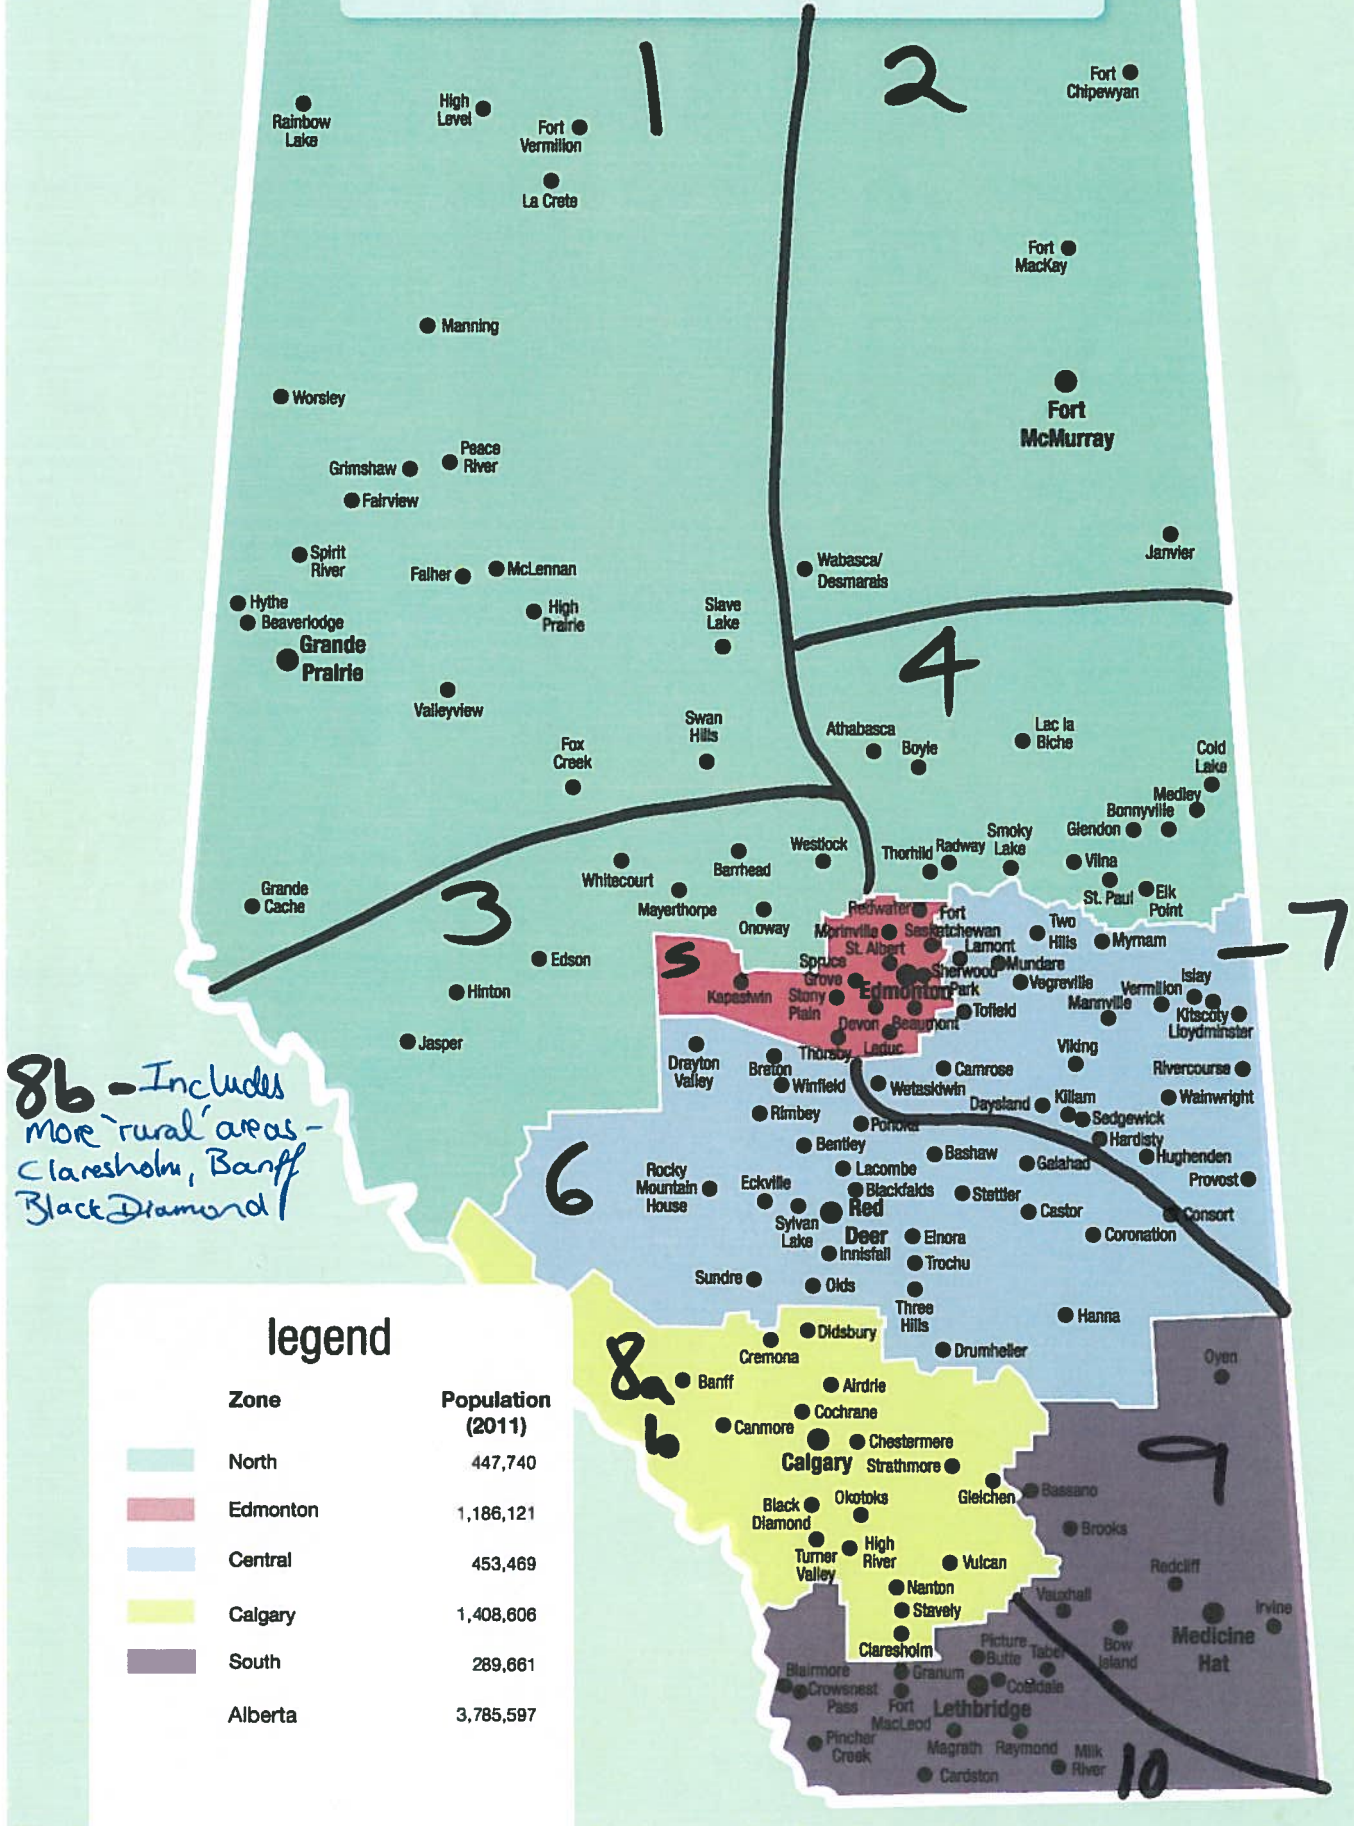 1
2
Fort
Chipewyan
Rainbow
Lake
High
Level
Fort
Vermilion
La Crete
Fort
MacKay
Manning
Fort
McMurray
Worsley
Peace
River
Grimshaw
Fairview
Spirit
River
Falher
McLennan
Wabasca/
Desmarais
Janvier
Hythe
Beaverlodge
High
Prairie
Slave
Lake
Grande
Prairie
4
Valleyview
Swan
Hills
Fox
Creek
Athabasca
Boyle
Lac la
Biche
Cold
Lake
Medley
Bonnyville
Glendon
Westlock
Barrhead
Whitecourt
Mayerthorpe
Onoway
Thorhild
Radway
Smoky
Lake
Vilna
St. Paul
Elk
Point
Grande
Cache
3
Edson
Hinton
Jasper
5
Redwater
Fort
Saskatchewan
Morinville
St. Albert
Spruce
Grove
Sherwood
Park
Kapaswin
Stony
Plain
Edmonton
Devon
Beaumont
Thorsby
Leduc
Two
Hills
Myrnam
- 7
Lamont
Mundare
Vegreville
Islay
Vermilion
Mannville
Kitscoty
Lloydminster
Tofield
Viking
Rivercourse
8b - Includes
more 'rural' areas -
Claresholm, Banff
Black Diamond
Drayton
Valley
Breton
Winfield
Wetaskiwin
Camrose
Daysland
Killam
Sedgewick
Wainwright
Rimbey
Ponoka
Hardisty
Hughenden
Bentley
Bashaw
Galahad
Provost
6
Rocky
Mountain
House
Eckville
Lacombe
Blackfalds
Stettler
Castor
Consort
Sylvan
Lake
Red
Deer
Elnora
Coronation
Innisfail
Trochu
Sundre
Olds
Three
Hills
Hanna
Didsbury
Cremona
Drumheller
Oyen
8a
b
Banff
Airdrie
Canmore
Cochrane
Chestermere
Calgary
Strathmore
Gleichen
9
Bassano
Black
Diamond
Okotoks
Brooks
Turner
Valley
High
River
Vulcan
Redcliff
Nanton
Stavely
Claresholm
Vauxhall
Irvine
Medicine
Hat
Bow
Island
Picture
Butte
Taber
Blairmore
Crowsnest
Pass
Granum
Coaldale
Fort
MacLeod
Lethbridge
Pincher
Creek
Magrath
Raymond
Milk
River
Cardston
10
legend
Zone Population
(2011)
North 447,740
Edmonton 1,186,121
Central 453,469
Calgary 1,408,606
South 289,661
Alberta 3,785,597